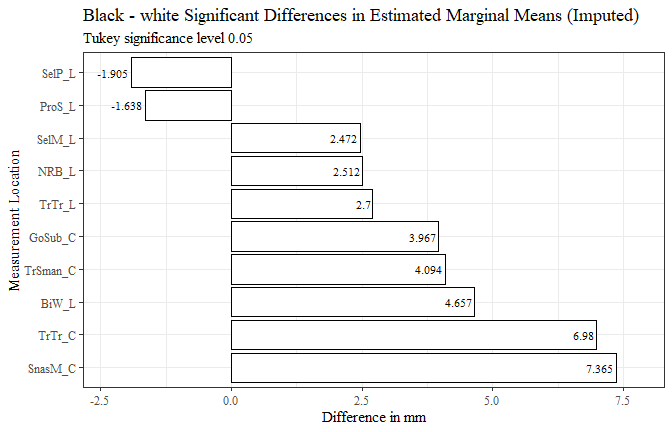 Black - white Significant Differences in Estimated Marginal Means (Imputed)
Tukey significance level 0.05
Measurement Location
SelP_L -1.905
ProS_L -1.638
SelM_L 2.472
NRB_L 2.512
TrTr_L 2.7
GoSub_C 3.967
TrSman_C 4.094
BiW_L 4.657
TrTr_C 6.98
SnasM_C 7.365
-2.5 0.0 2.5 5.0 7.5
Difference in mm